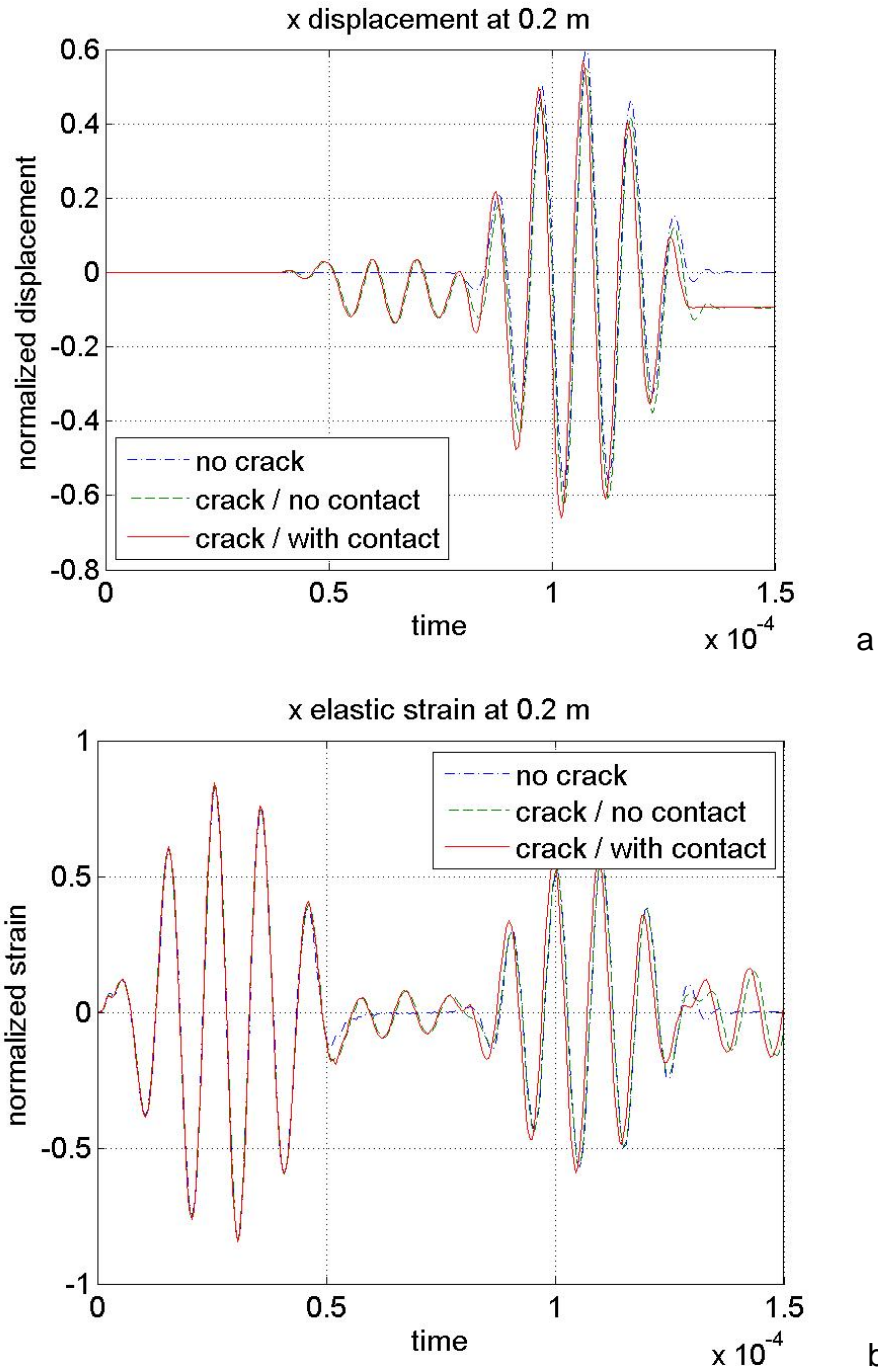 x displacement at 0.2 m
0.6
0.4
0.2
0
-0.2
-0.4
-0.6
-0.8
normalized displacement
no crack
crack / no contact
crack / with contact
0 0.5 1 1.5
time
x 10-4
a
x elastic strain at 0.2 m
1
0.5
0
-0.5
-1
normalized strain
no crack
crack / no contact
crack / with contact
0 0.5 1 1.5
time
x 10-4
b